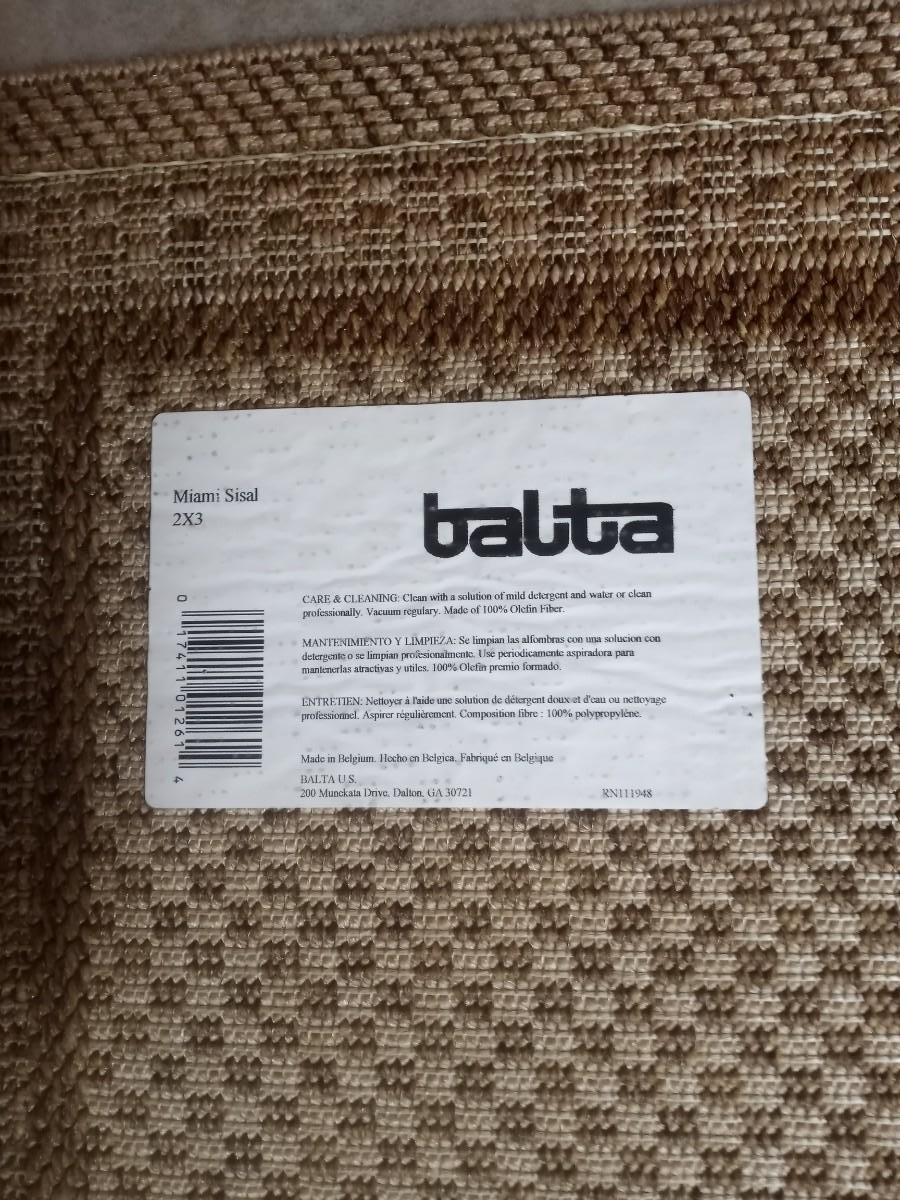 Miami Sisal
2X3
balta
CARE & CLEANING: Clean with a solution of mild detergent and water or clean
professionally. Vacuum regulary. Made of 100% Olefin Fiber.
MANTENIMIENTO Y LIMPIEZA: Se limpian las alfombras con una solucion con
detergente o se limpian profesionalmente. Use periodicamente aspiradora para
mantenerlas atractivas y utiles. 100% Olefin premio formado.
ENTRETIEN: Nettoyer à l'aide une solution de détergent doux et d'eau ou nettoyage
professionnel. Aspirer régulièrement. Composition fibre : 100% polypropylène.
Made in Belgium. Hecho en Belgica. Fabriqué en Belgique
BALTA U.S.
200 Munekata Drive, Dalton, GA 30721
RN111948
0 17411 01261 4